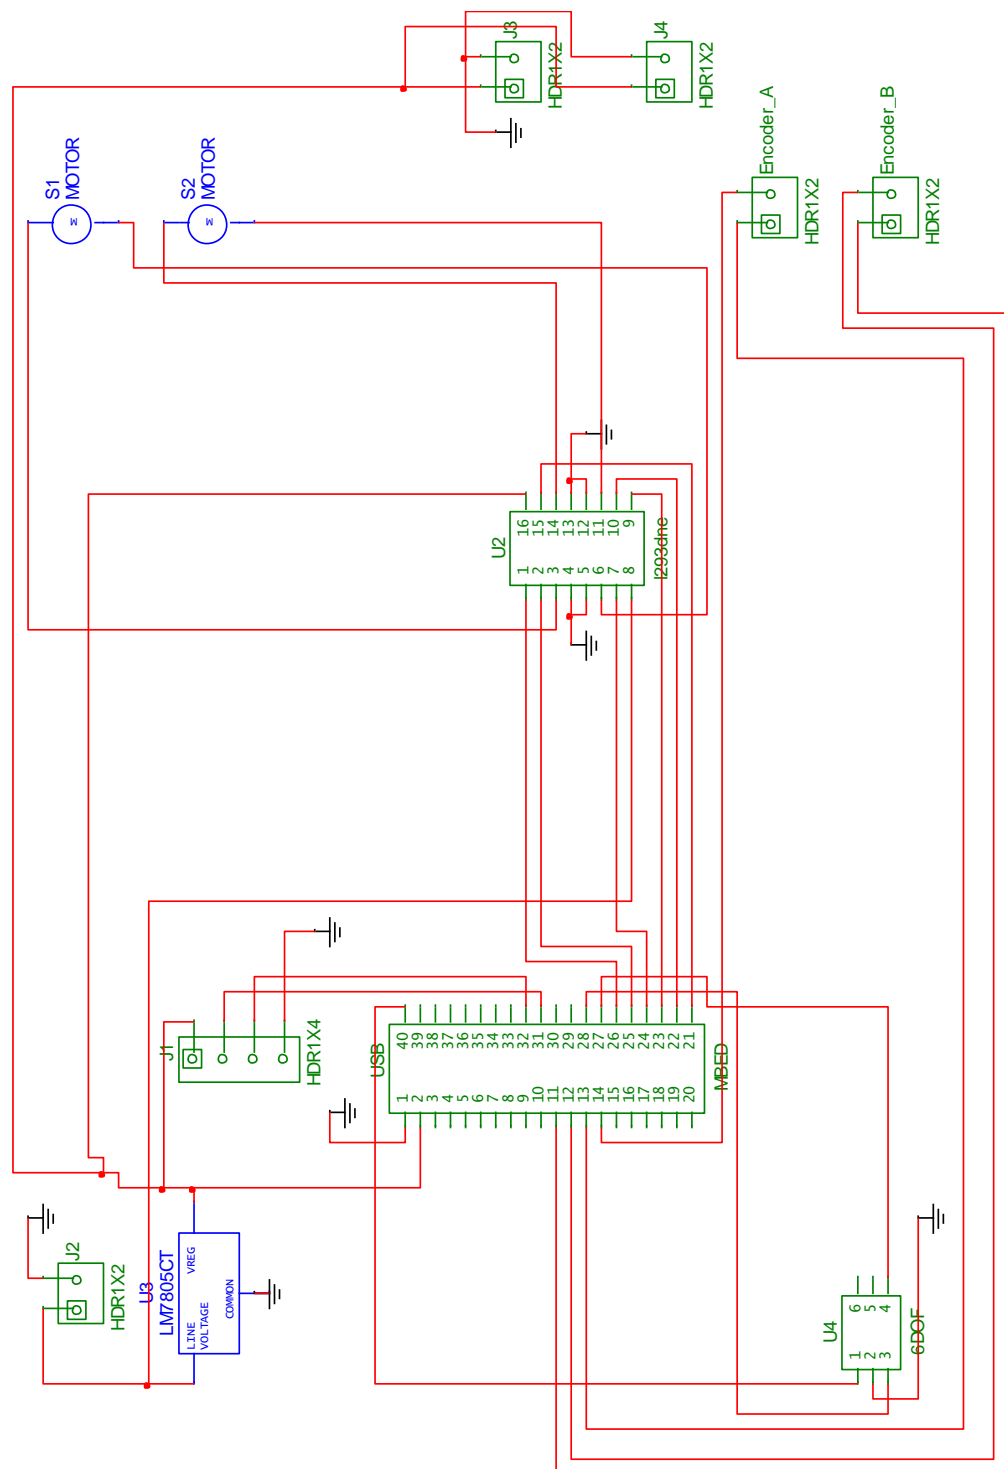 J3
HDR1X2
J4
HDR1X2
Encoder_A
HDR1X2
Encoder_B
HDR1X2
S1
MOTOR
M
S2
MOTOR
M
U2
16 15 14 13 12 11 10 9
1 2 3 4 5 6 7 8
l293dne
J1
HDR1X4
USB
40 39 38 37 36 35 34 33 32 31 30 29 28 27 26 25 24 23 22 21
1 2 3 4 5 6 7 8 9 10 11 12 13 14 15 16 17 18 19 20
MBED
J2
HDR1X2
U3
LM7805CT
LINE
VOLTAGE
VREG
COMMON
U4
6 5 4
1 2 3
6DOF